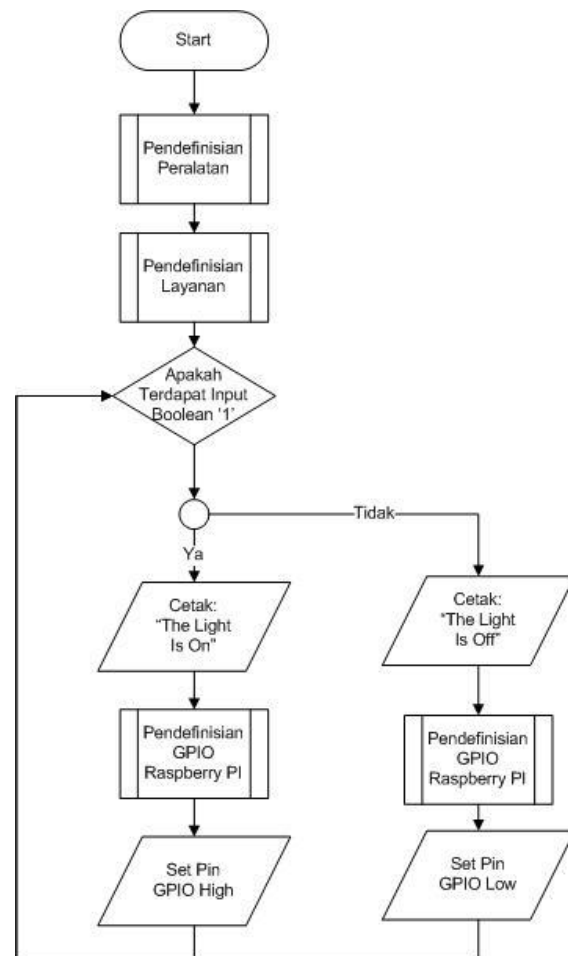 Start
Pendefinisian
Peralatan
Pendefinisian
Layanan
Apakah
Terdapat Input
Boolean '1'
Tidak
Ya
Cetak:
"The Light
Is On"
Cetak:
"The Light
Is Off"
Pendefinisian
GPIO
Raspberry PI
Pendefinisian
GPIO
Raspberry PI
Set Pin
GPIO High
Set Pin
GPIO Low